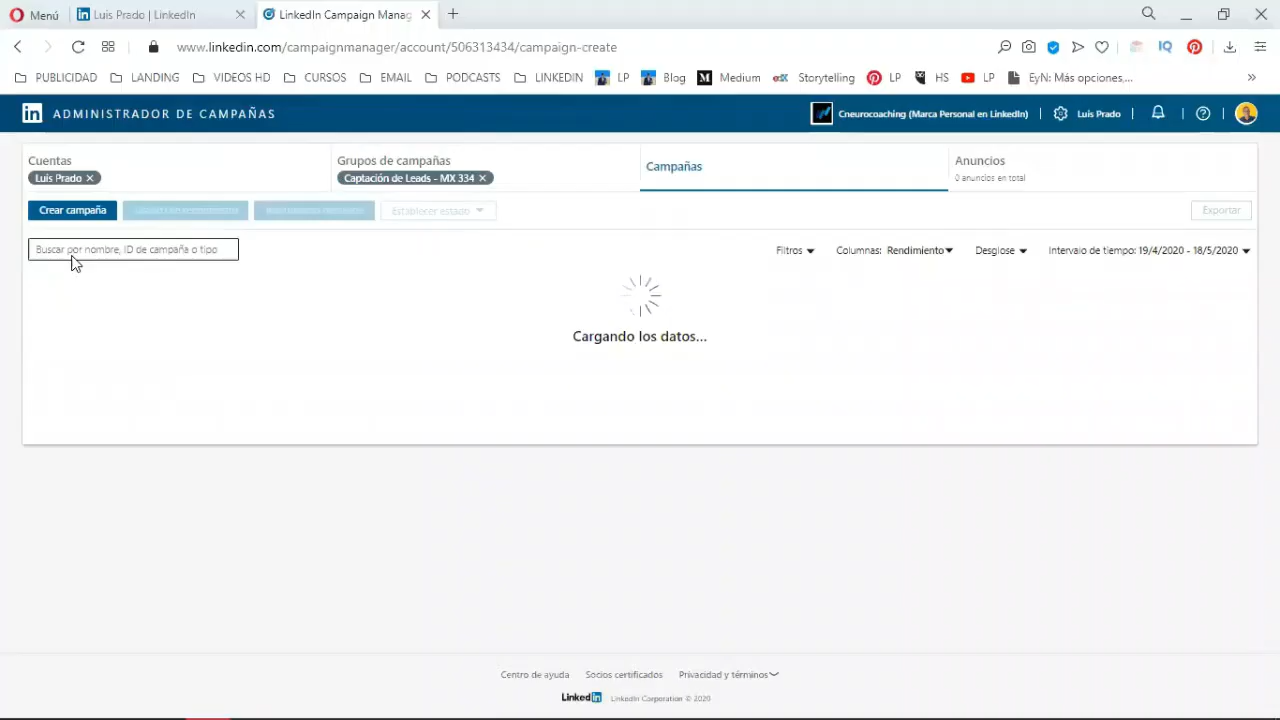 Menú
Luis Prado | LinkedIn
LinkedIn Campaign Manag
www.linkedin.com/campaignmanager/account/506313434/campaign-create
IQ
PUBLICIDAD
LANDING
VIDEOS HD
CURSOS
EMAIL
PODCASTS
LINKEDIN
LP
Blog
M
Medium
Storytelling
LP
HS
LP
EyN: Más opciones,...
in
ADMINISTRADOR DE CAMPAÑAS
Cneurocoaching (Marca Personal en LinkedIn)
Luis Prado
Cuentas
Luis Prado
Grupos de campañas
Captación de Leads - MX 334
Campañas
Anuncios
0 anuncios en total
Crear campaña
Establecer estado
Exportar
Buscar por nombre, ID de campaña o tipo
Filtros
Columnas: Rendimiento
Desglose
Intervalo de tiempo: 19/4/2020 - 18/5/2020
Cargando los datos...
Centro de ayuda
Socios certificados
Privacidad y términos
Linked in
LinkedIn Corporation © 2020